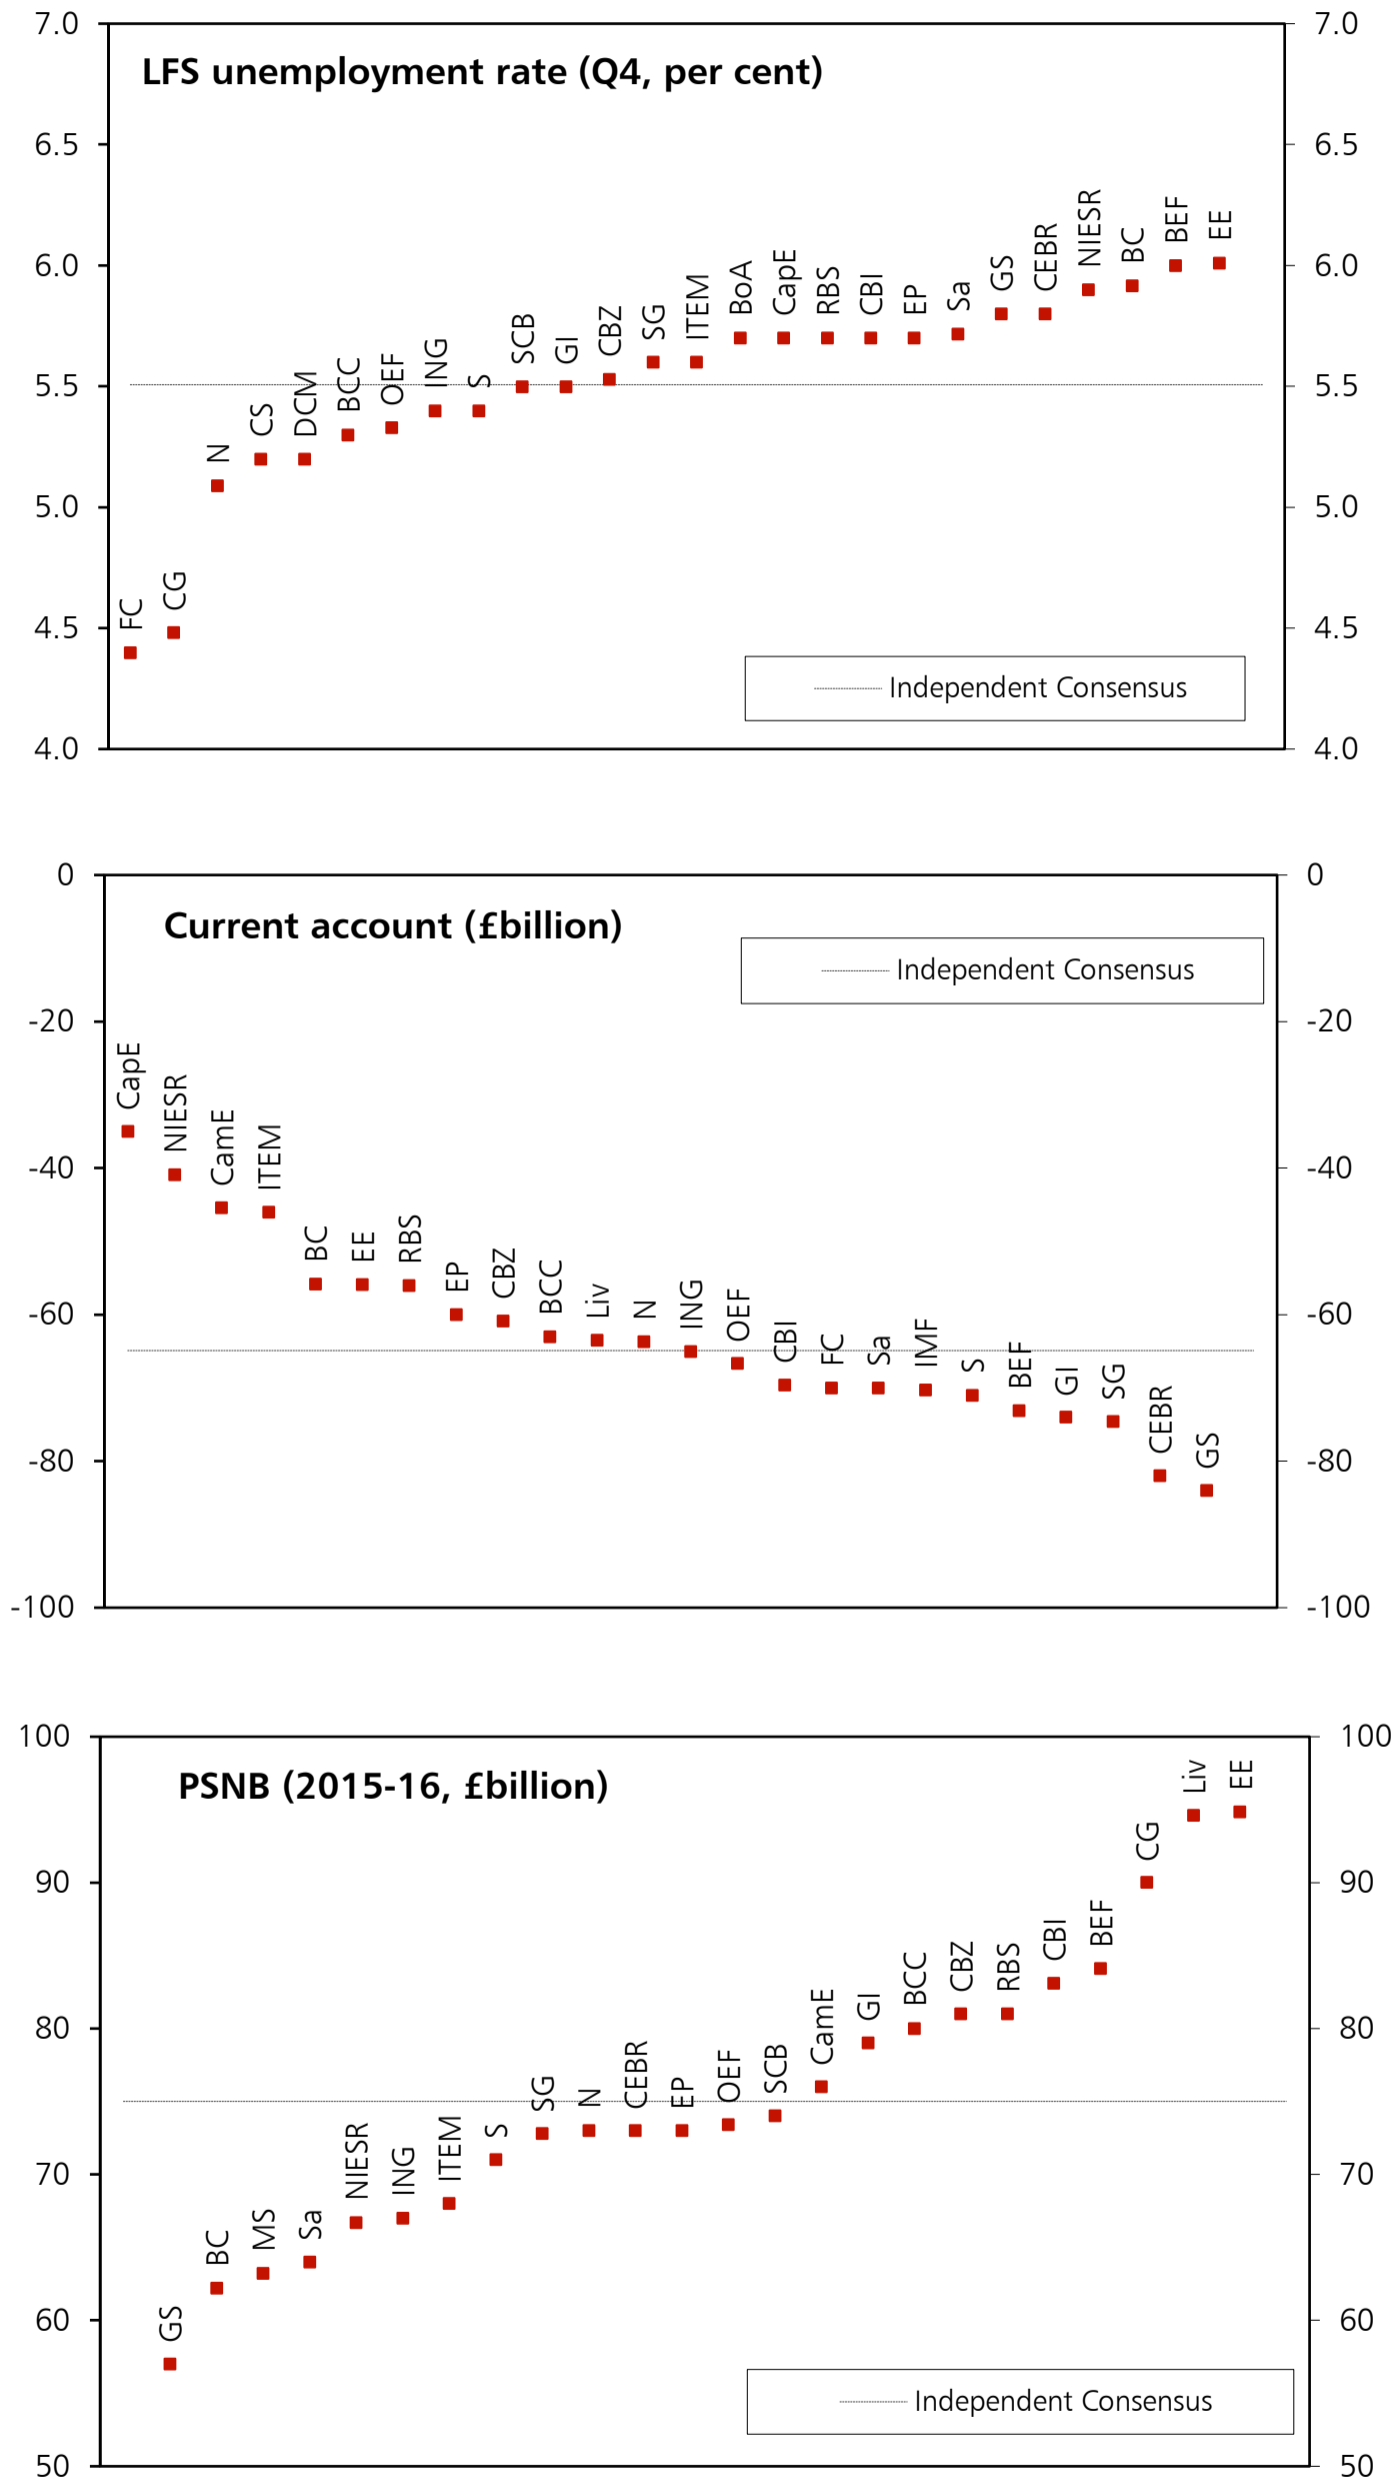 LFS unemployment rate (Q4, per cent)
7.0 7.0
6.5 6.5
6.0 6.0
5.5 5.5
5.0 5.0
4.5 4.5
4.0 4.0
FC CG N CS DCM BCC OEF ING S SCB GI CBZ SG ITEM BoA CapE RBS CBI EP Sa GS CEBR NIESR BC BEF EE
Independent Consensus
Current account (£billion)
Independent Consensus
0 0
-20 -20
-40 -40
-60 -60
-80 -80
-100 -100
CapE NIESR CamE ITEM BC EE RBS EP CBZ BCC Liv N ING OEF CBI FC Sa IMF S BEF GI SG CEBR GS
PSNB (2015-16, £billion)
100 100
90 90
80 80
70 70
60 60
50 50
GS BC MS Sa NIESR ING ITEM S SG N CEBR EP OEF SCB CamE GI BCC CBZ RBS CBI BEF CG Liv EE
Independent Consensus